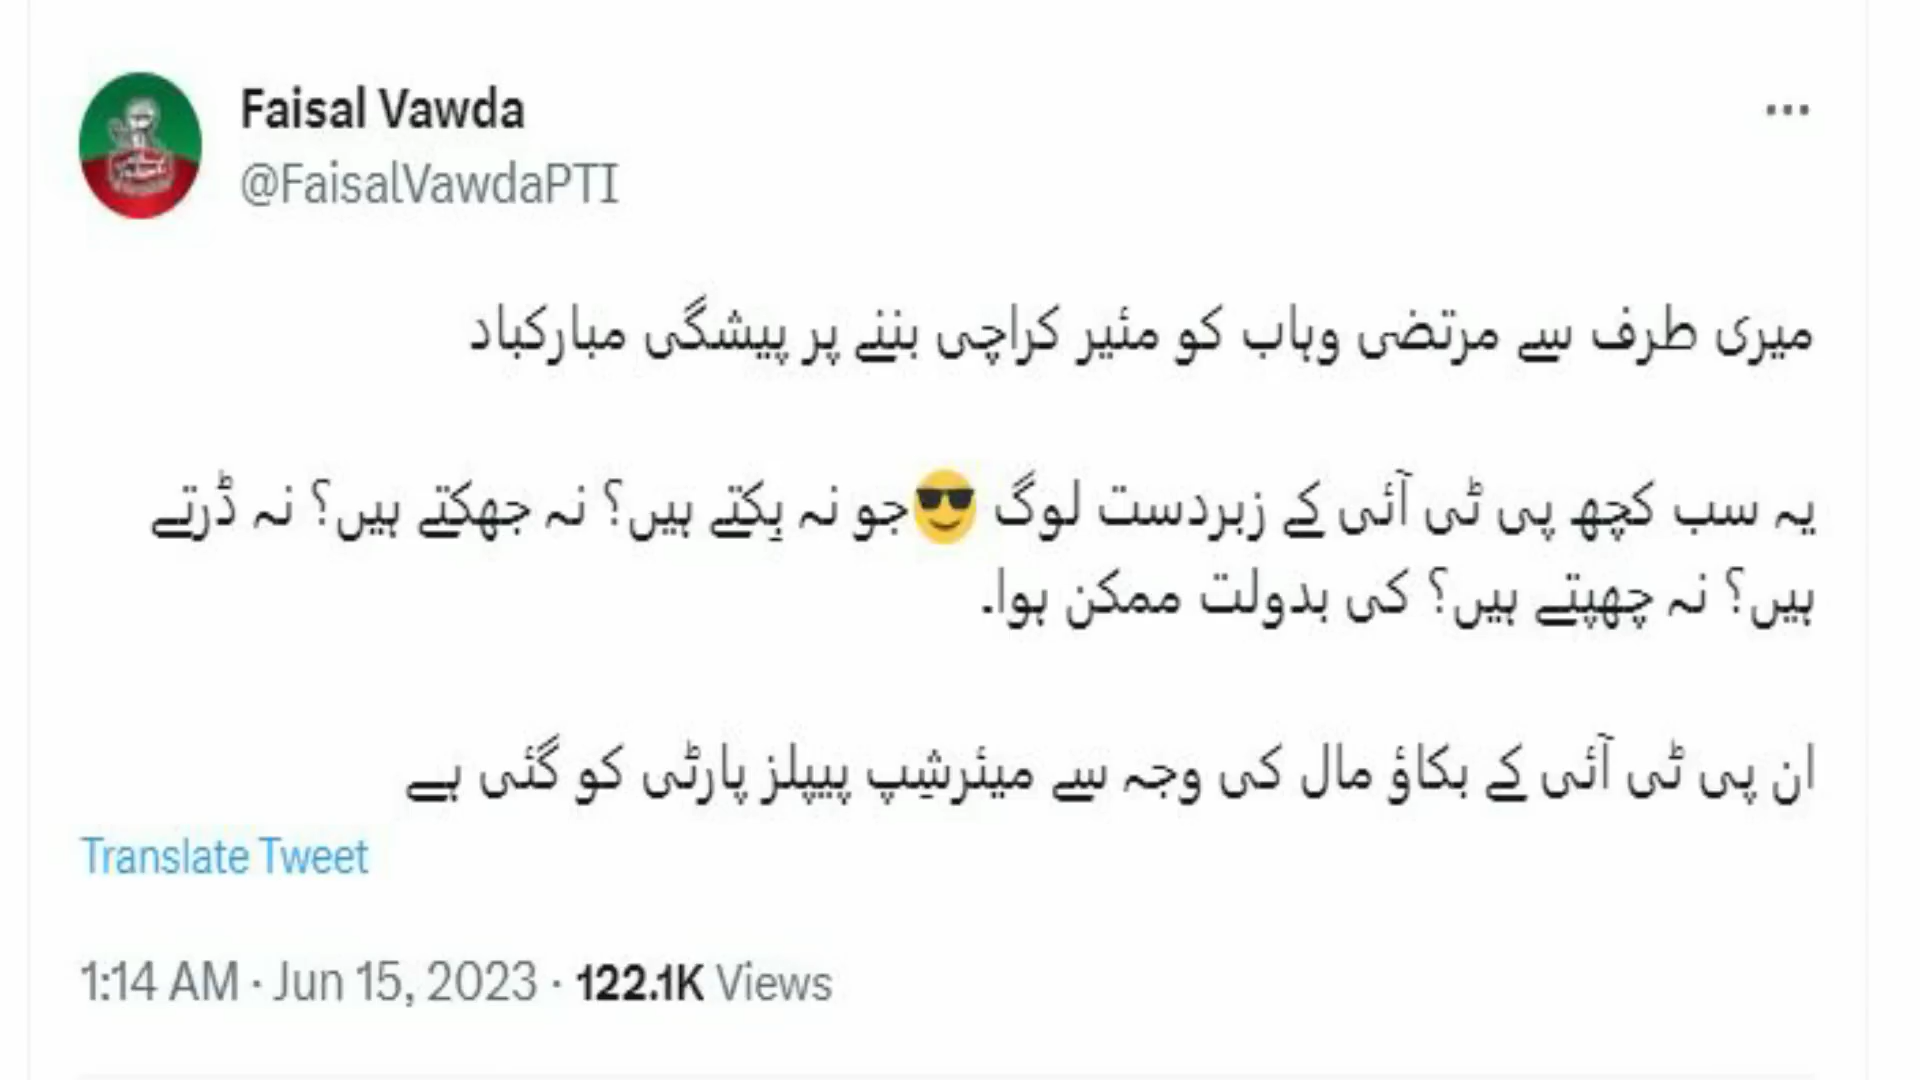 Faisal Vawda
...
@FaisalVawdaPTI
میری طرف سے مرتضی وہاب کو مئیر کراچی بننے پر پیشگی مبارکباد
یہ سب کچھ پی ٹی آئی کے زبردست لوگ 😎جو نہ بِکتے ہیں؟ نہ جھکتے ہیں؟ نہ ڈرتے
ہیں؟ نہ چھپتے ہیں؟ کی بدولت ممکن ہوا۔
ان پی ٹی آئی کے بکاؤ مال کی وجہ سے میئرشِپ پیپلز پارٹی کو گئی ہے
Translate Tweet
1:14 AM · Jun 15, 2023 · 122.1K Views